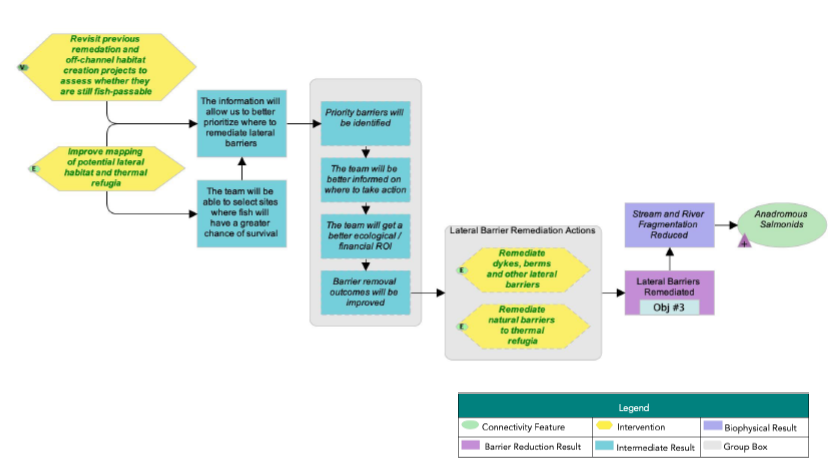 Revisit previous
remedation and
off-channel habitat
creation projects to
assess whether they
are still fish-passable
Improve mapping
of potential lateral
habitat and thermal
refugia
E
The information will
allow us to better
prioritize where to
remediate lateral
barriers
The team will be
able to select sites
where fish will
have a greater
chance of survival
Priority barriers will
be identified
The team will be
better informed on
where to take action
The team will get a
better ecological /
financial ROI
Barrier removal
outcomes will be
improved
Lateral Barrier Remediation Actions
Remediate
dykes, berms
and other lateral
barriers
E
Remediate
natural barriers
to thermal
refugia
E
Stream and River
Fragmentation
Reduced
Lateral Barriers
Remediated
Obj #3
Anadromous
Salmonids
+
Legend
Connectivity Feature
Intervention
Biophysical Result
Barrier Reduction Result
Intermediate Result
Group Box